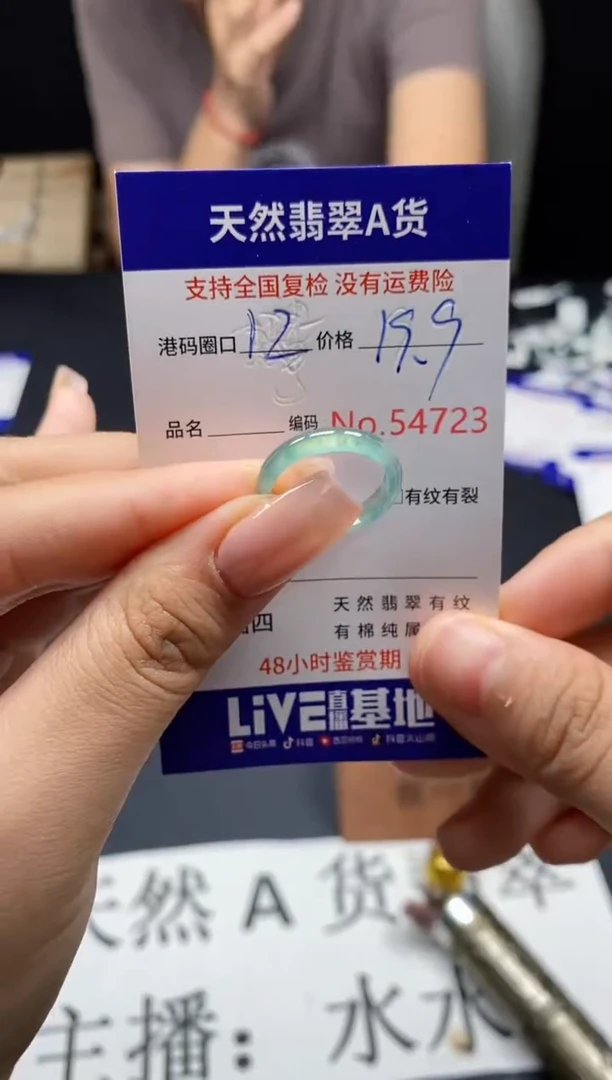 天然翡翠A货
支持全国复检 没有运费险
港码圈口 12 价格 19.9
品名 编码 No.54723
有纹有裂
四 天然翡翠有纹
有棉纯属
48小时鉴赏期
LIVE直播基地
今日头条 抖音 西瓜视频 抖音火山版
天然A货翡翠
主播：水水